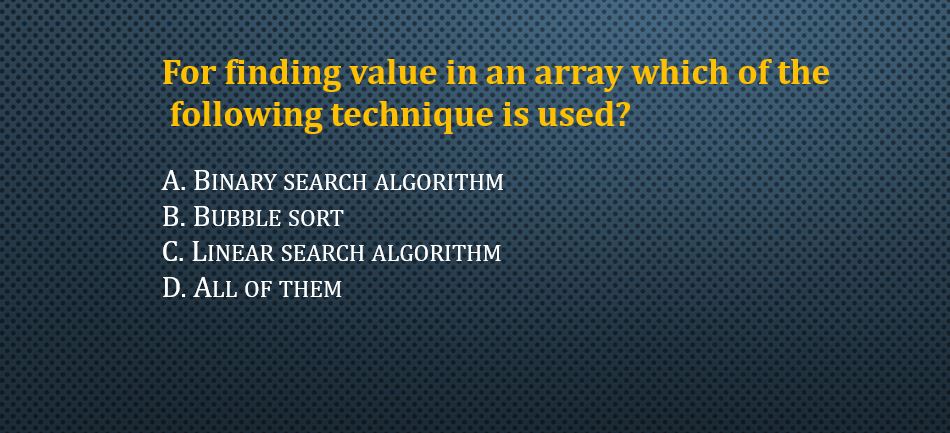 For finding value in an array which of the
following technique is used?
A. Binary search algorithm
B. Bubble sort
C. Linear search algorithm
D. All of them